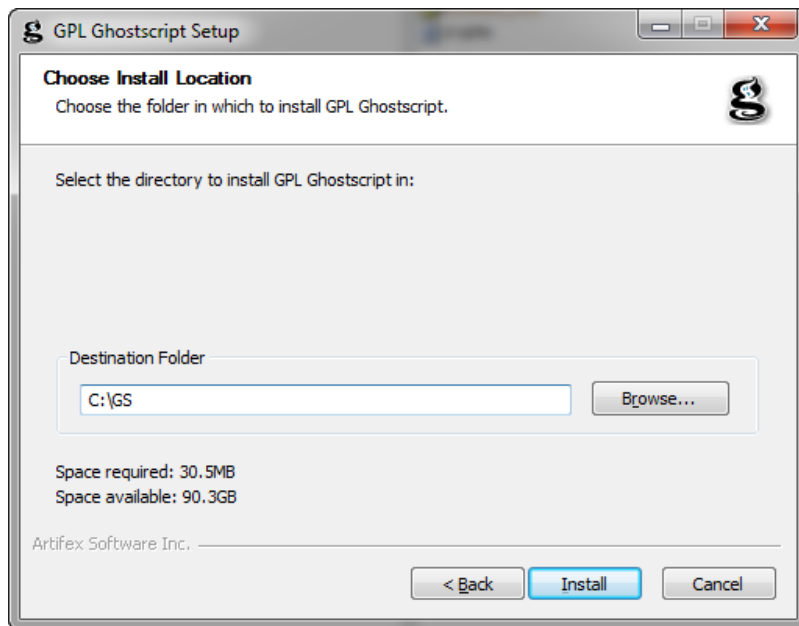 GPL Ghostscript Setup
Choose Install Location
Choose the folder in which to install GPL Ghostscript.
Select the directory to install GPL Ghostscript in:
Destination Folder
C:\GS
Browse...
Space required: 30.5MB
Space available: 90.3GB
Artifex Software Inc.
< Back
Install
Cancel